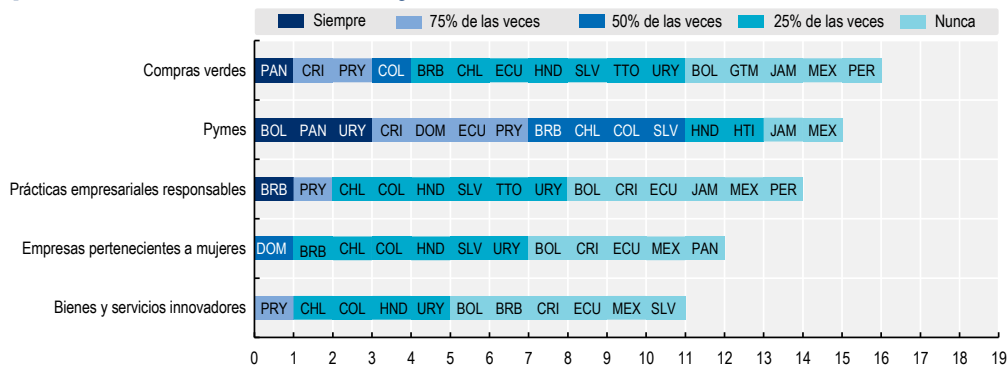 Siempre 75% de las veces 50% de las veces 25% de las veces Nunca
Compras verdes PAN CRI PRY COL BRB CHL ECU HND SLV TTO URY BOL GTM JAM MEX PER
Pymes BOL PAN URY CRI DOM ECU PRY BRB CHL COL SLV HND HTI JAM MEX
Prácticas empresariales responsables BRB PRY CHL COL HND SLV TTO URY BOL CRI ECU JAM MEX PER
Empresas pertenecientes a mujeres DOM BRB CHL COL HND SLV URY BOL CRI ECU MEX PAN
Bienes y servicios innovadores PRY CHL COL HND URY BOL BRB CRI ECU MEX SLV
0 1 2 3 4 5 6 7 8 9 10 11 12 13 14 15 16 17 18 19